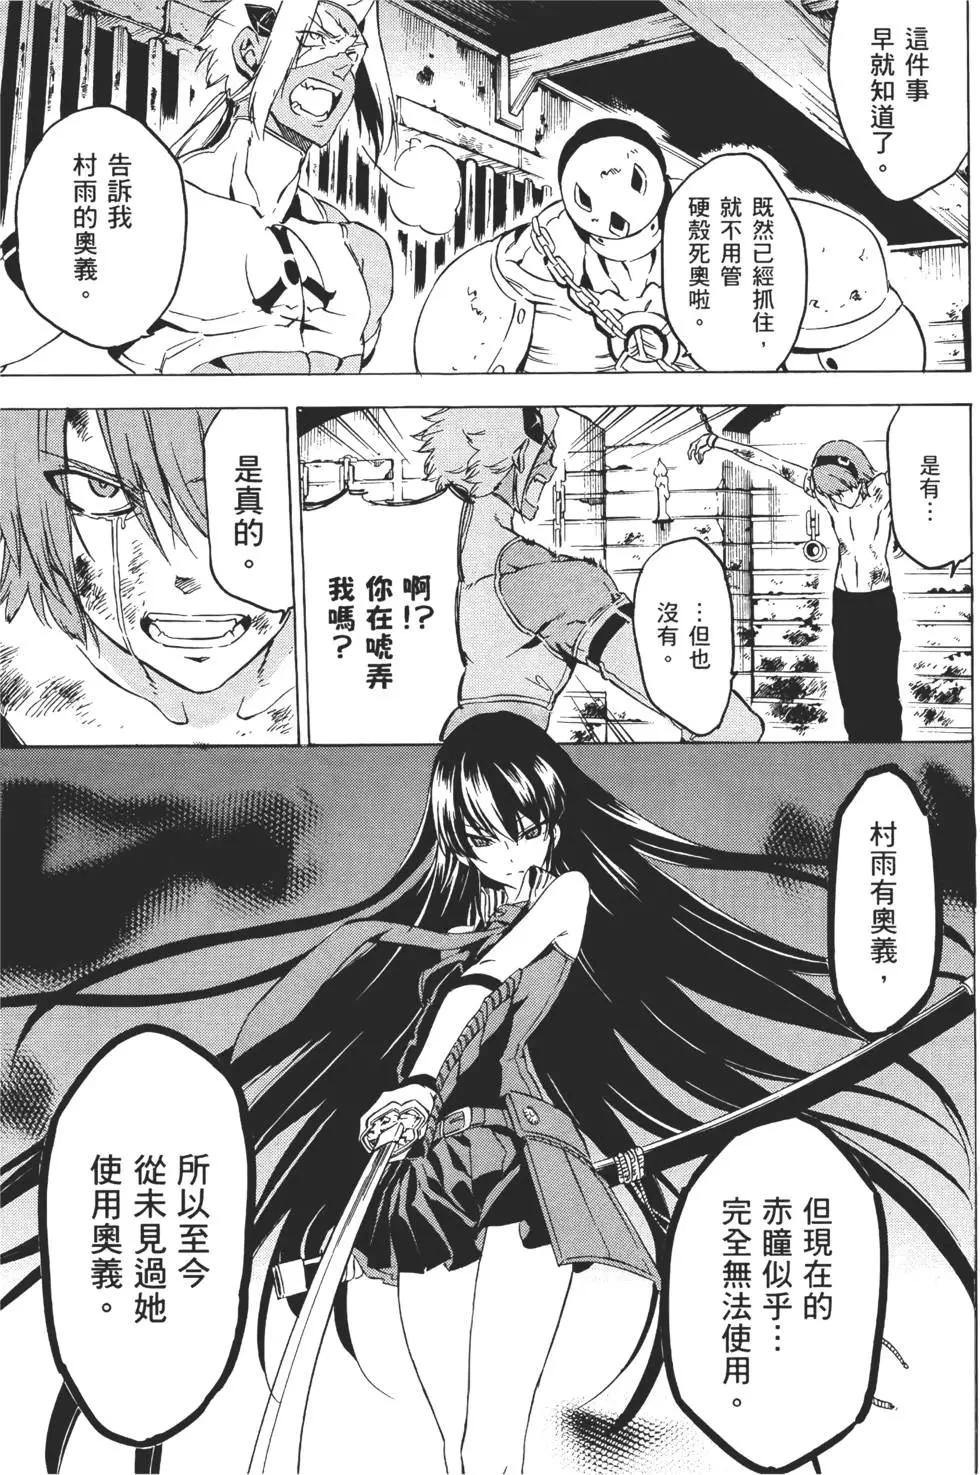 這件事
早就知道了。
既然已經抓住，
就不用管
硬殼死奧啦。
告訴我
村雨的奧義。
是有…
…但也
沒有。
啊!?
你在唬弄
我嗎？
是真的。
村雨有奧義，
但現在的
赤瞳似乎…
完全無法使用。
所以至今
從未見過她
使用奧義。